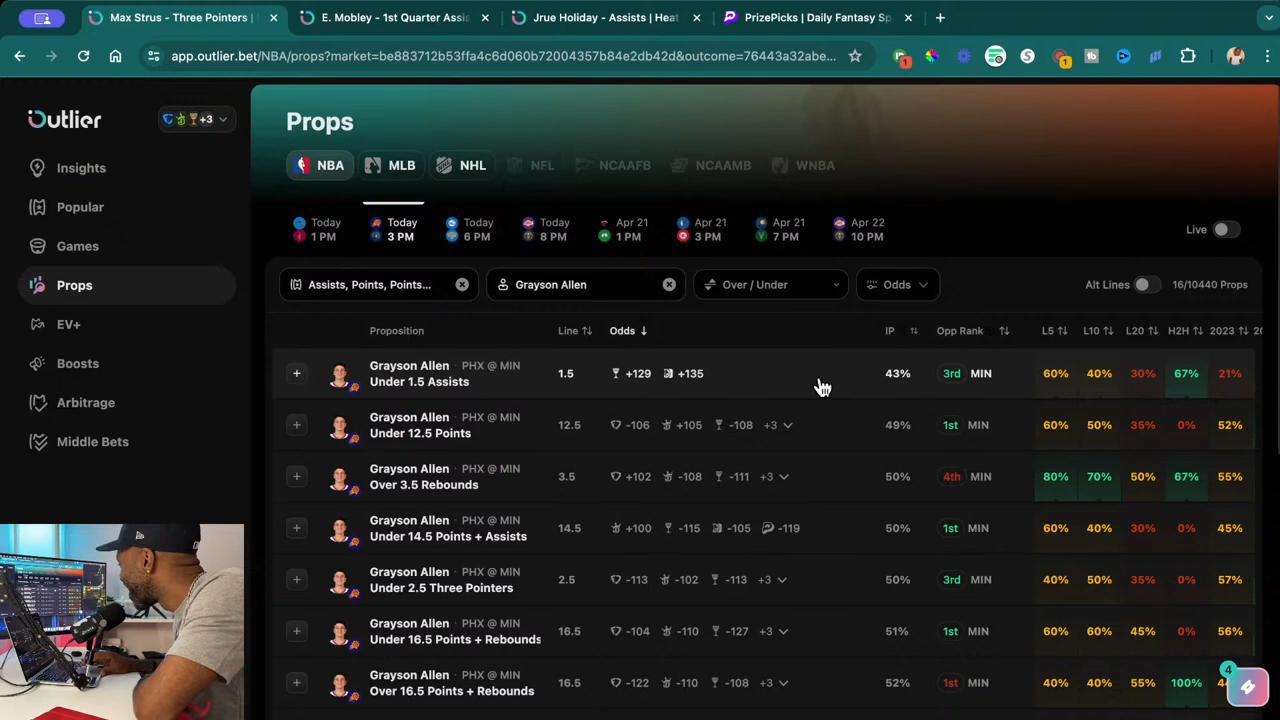 Max Strus - Three Pointers |
E. Mobley - 1st Quarter Assis
Jrue Holiday - Assists | Heat
PrizePicks | Daily Fantasy Sp
app.outlier.bet/NBA/props?market=be883712b53ffa4c6d060b72704357b84e2db42d&outcome=76443a32abe...
1
1
Outlier
+3
Insights
Popular
Games
Props
EV+
Boosts
Arbitrage
Middle Bets
Props
NBA
MLB
NHL
NFL
NCAAFB
NCAAMB
WNBA
Today
1 PM
Today
3 PM
Today
6 PM
Today
8 PM
Apr 21
1 PM
Apr 21
3 PM
Apr 21
7 PM
Apr 22
10 PM
Live
Assists, Points, Points...
Grayson Allen
Over / Under
Odds
Alt Lines
16/10440 Props
Proposition Line Odds IP Opp Rank L5 L10 L20 H2H 2023 20
Grayson Allen · PHX @ MIN
Under 1.5 Assists
1.5 +129 +135 43% 3rd MIN 60% 40% 30% 67% 21%
Grayson Allen · PHX @ MIN
Under 12.5 Points
12.5 -106 +105 -108 +3 49% 1st MIN 60% 50% 35% 0% 52%
Grayson Allen · PHX @ MIN
Over 3.5 Rebounds
3.5 +102 -108 -111 +3 50% 4th MIN 80% 70% 50% 67% 55%
Grayson Allen · PHX @ MIN
Under 14.5 Points + Assists
14.5 +100 -115 -105 -119 50% 1st MIN 60% 40% 30% 0% 45%
Grayson Allen · PHX @ MIN
Under 2.5 Three Pointers
2.5 -113 -102 -113 +3 50% 3rd MIN 40% 50% 35% 0% 57%
Grayson Allen · PHX @ MIN
Under 16.5 Points + Rebounds
16.5 -104 -110 -127 +3 51% 1st MIN 60% 60% 45% 0% 56%
Grayson Allen · PHX @ MIN
Over 16.5 Points + Rebounds
16.5 -122 -110 -108 +3 52% 1st MIN 40% 40% 55% 100%
4